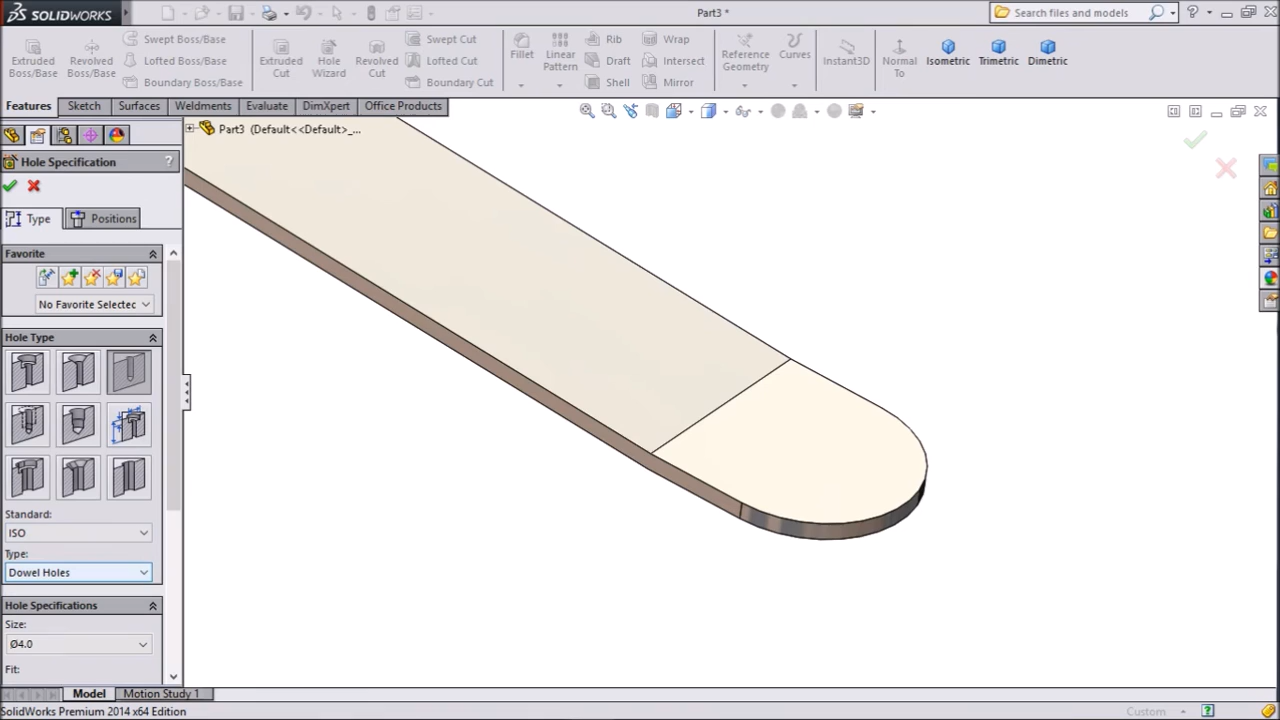 SOLIDWORKS
Part3 *
Search files and models
Extruded Boss/Base
Revolved Boss/Base
Swept Boss/Base
Lofted Boss/Base
Boundary Boss/Base
Extruded Cut
Hole Wizard
Revolved Cut
Swept Cut
Lofted Cut
Boundary Cut
Fillet
Linear Pattern
Rib
Draft
Shell
Wrap
Intersect
Mirror
Reference Geometry
Curves
Instant3D
Normal To
Isometric
Trimetric
Dimetric
Features
Sketch
Surfaces
Weldments
Evaluate
DimXpert
Office Products
Part3 (Default<<Default>_...
Hole Specification
?
Type
Positions
Favorite
No Favorite Selectec
Hole Type
Standard:
ISO
Type:
Dowel Holes
Hole Specifications
Size:
Ø4.0
Fit:
Model
Motion Study 1
SolidWorks Premium 2014 x64 Edition
Custom